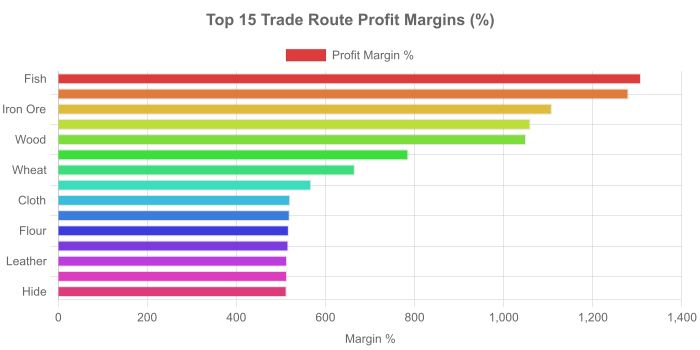 Top 15 Trade Route Profit Margins (%)
Profit Margin %
Fish
Iron Ore
Wood
Wheat
Cloth
Flour
Leather
Hide
0 200 400 600 800 1,000 1,200 1,400
Margin %